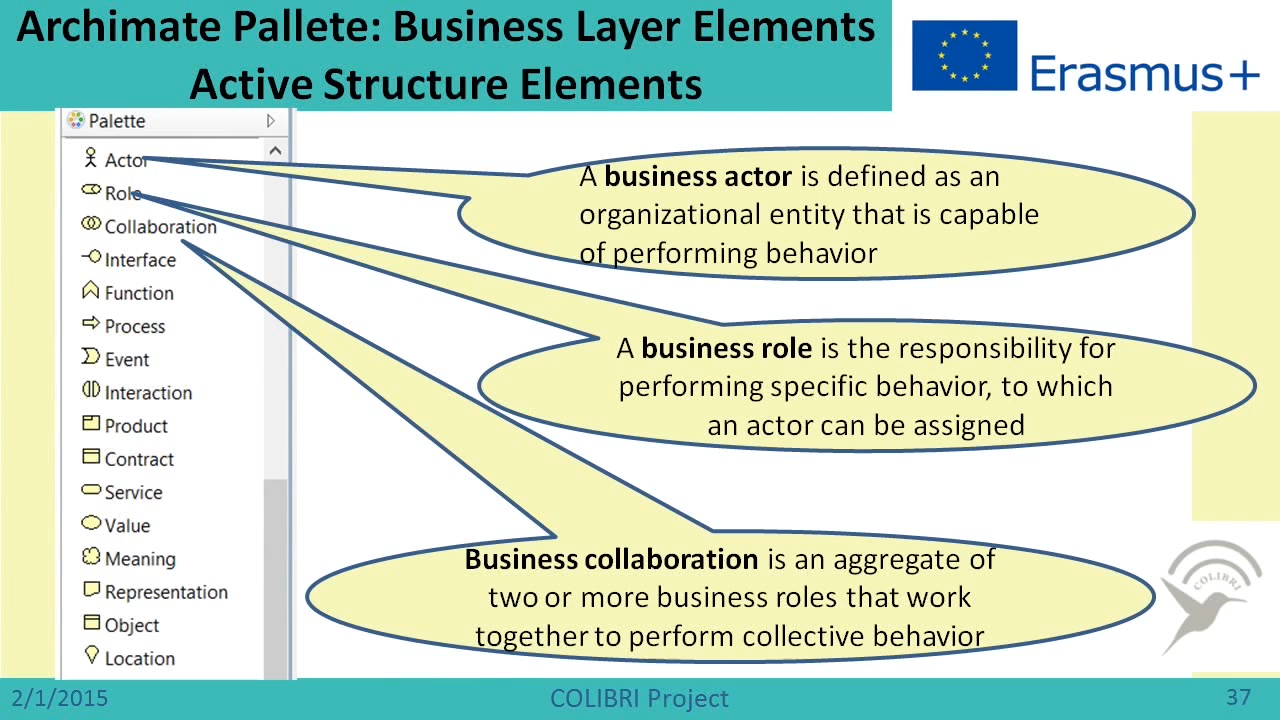 Archimate Pallete: Business Layer Elements
Active Structure Elements
Erasmus+
Palette
Actor
Role
Collaboration
Interface
Function
Process
Event
Interaction
Product
Contract
Service
Value
Meaning
Representation
Object
Location
A business actor is defined as an
organizational entity that is capable
of performing behavior
A business role is the responsibility for
performing specific behavior, to which
an actor can be assigned
Business collaboration is an aggregate of
two or more business roles that work
together to perform collective behavior
COLIBRI
2/1/2015
COLIBRI Project
37